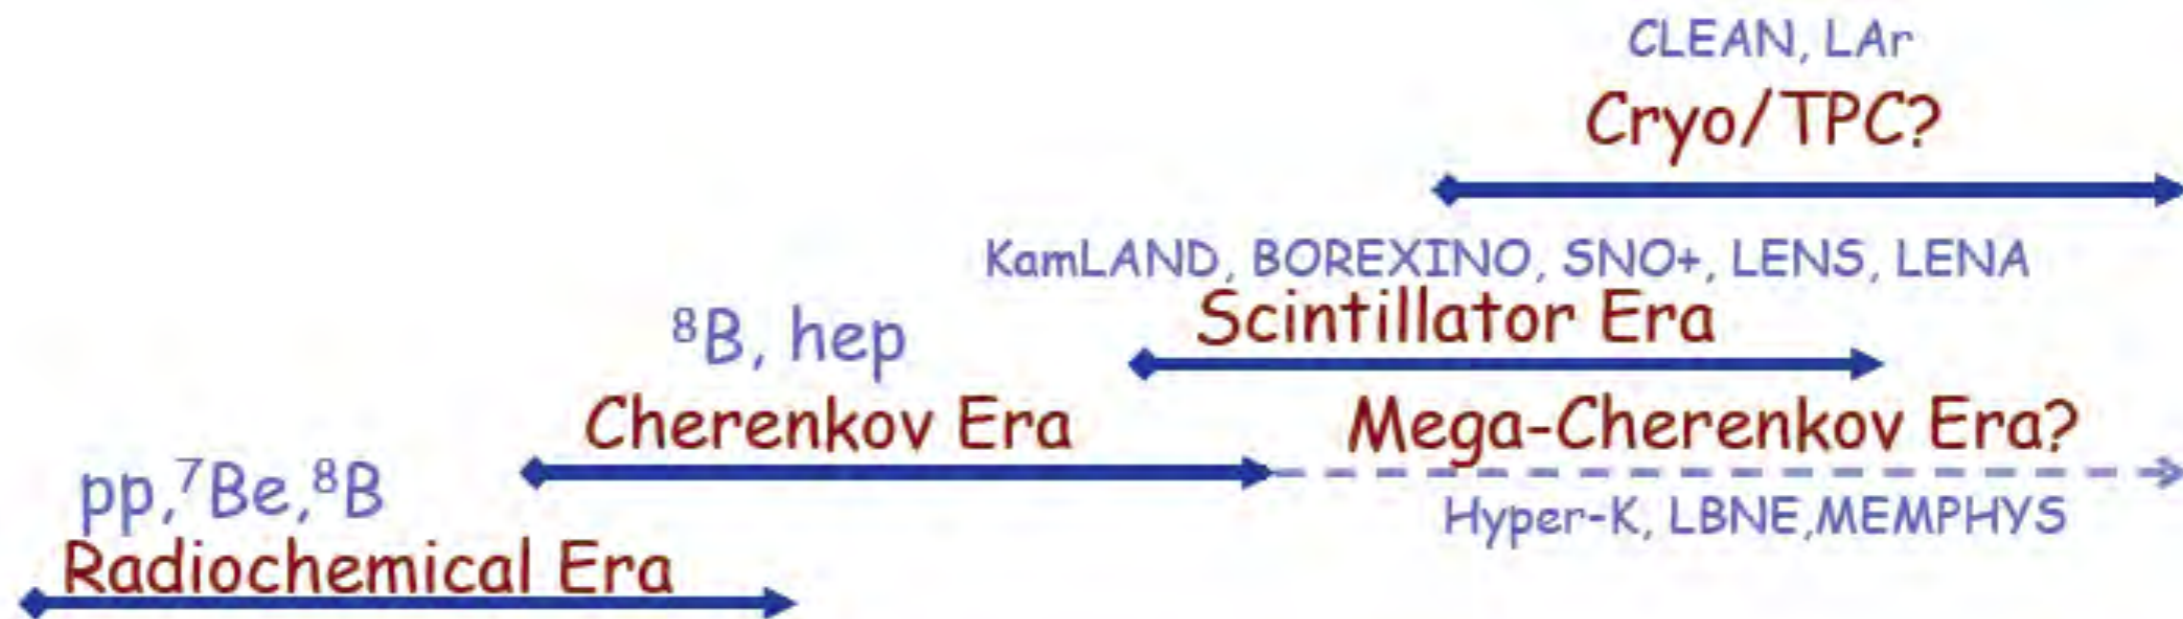 CLEAN, LAr
Cryo/TPC?
KamLAND, BOREXINO, SNO+, LENS, LENA
Scintillator Era
⁸B, hep
Cherenkov Era
Mega-Cherenkov Era?
Hyper-K, LBNE,MEMPHYS
pp,⁷Be,⁸B
Radiochemical Era